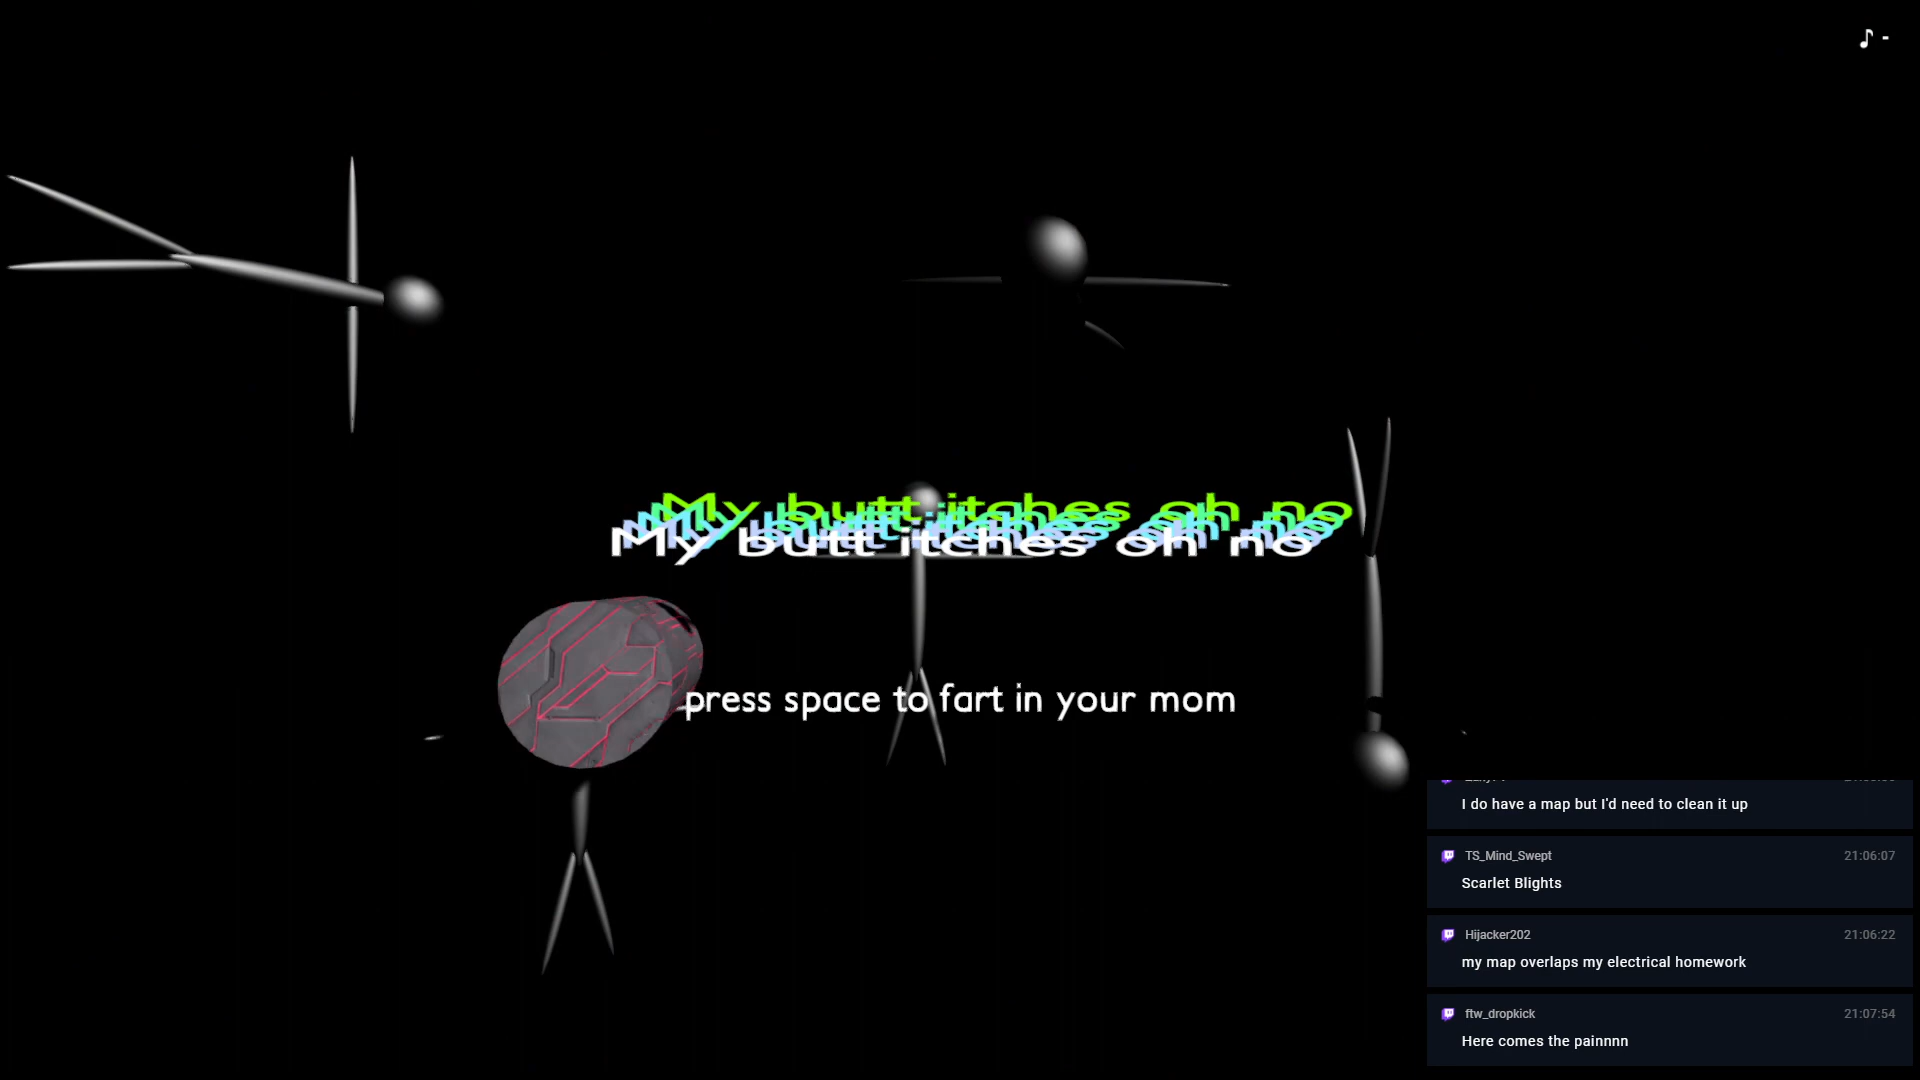 ♪ -
My butt itches oh no
press space to fart in your mom
I do have a map but I'd need to clean it up
TS_Mind_Swept 21:06:07
Scarlet Blights
Hijacker202 21:06:22
my map overlaps my electrical homework
ftw_dropkick 21:07:54
Here comes the painnnn